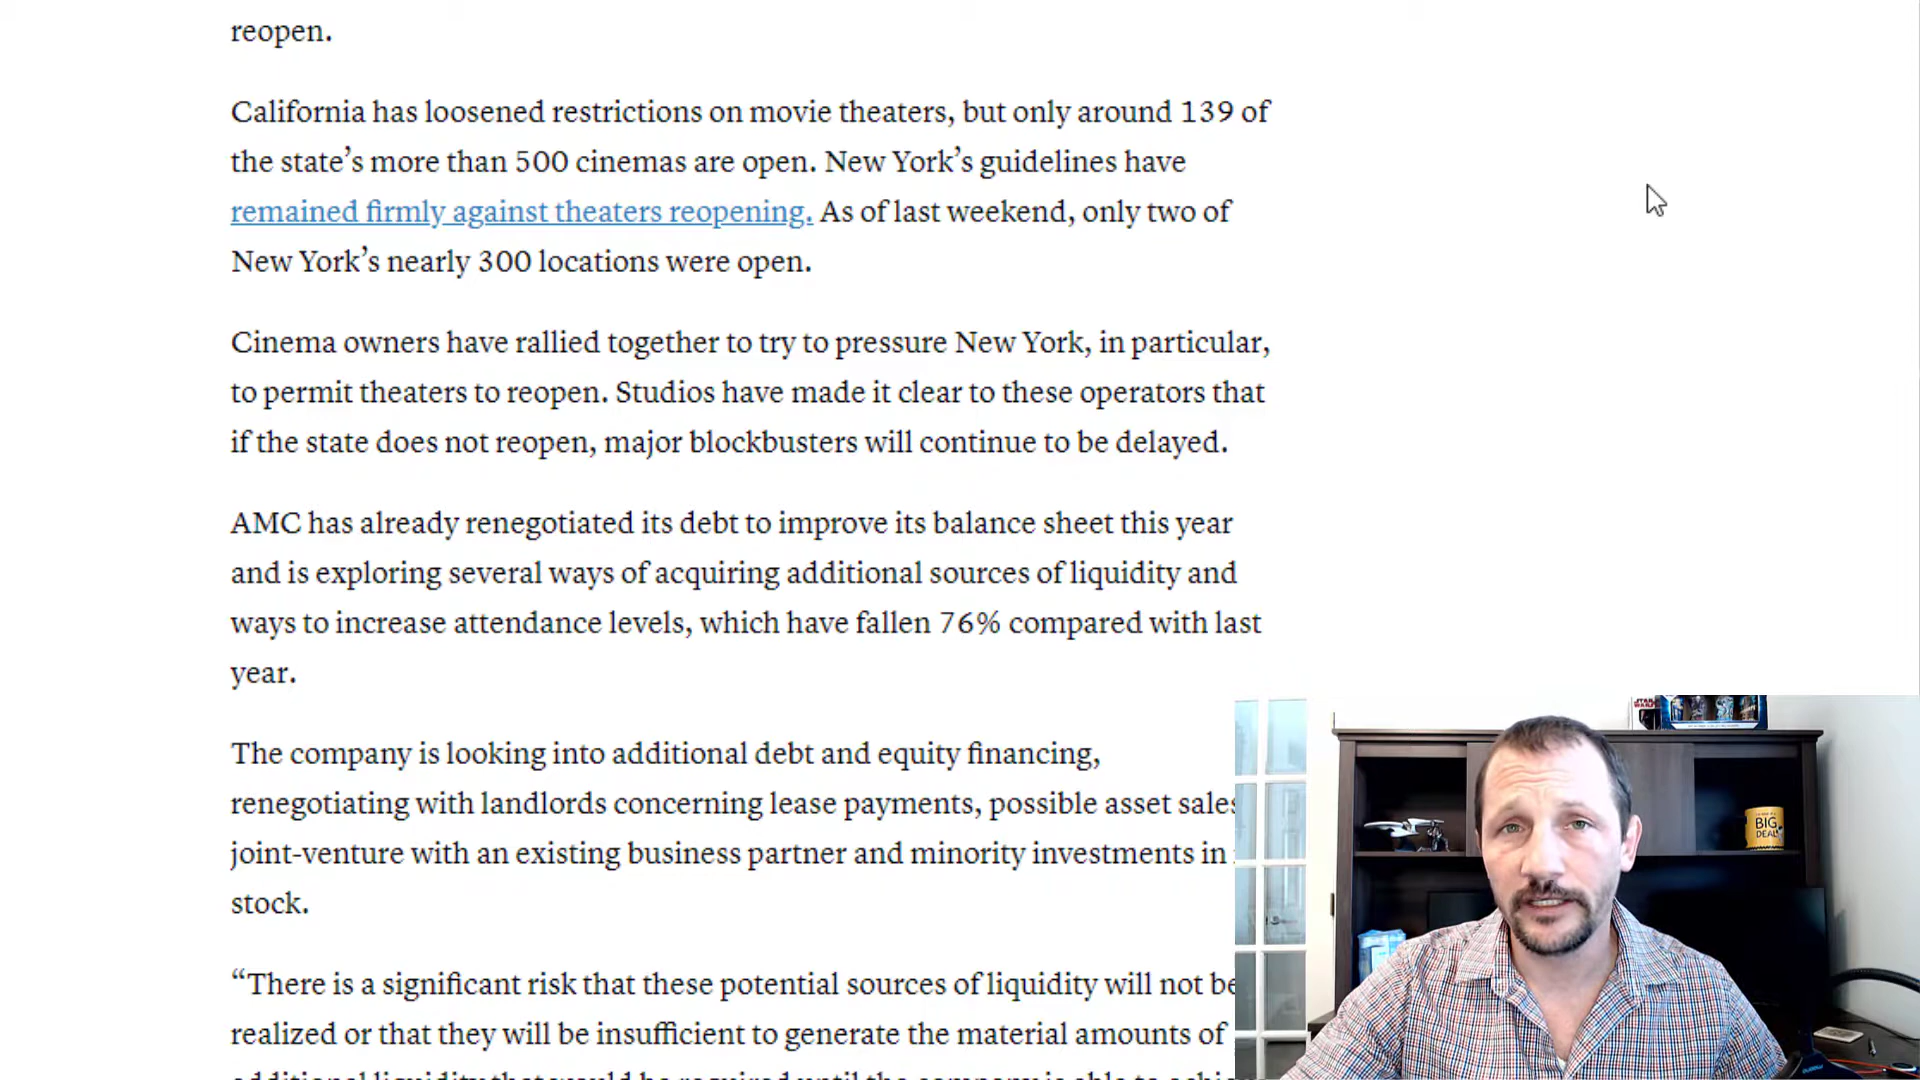 reopen.
California has loosened restrictions on movie theaters, but only around 139 of
the state’s more than 500 cinemas are open. New York’s guidelines have
remained firmly against theaters reopening. As of last weekend, only two of
New York’s nearly 300 locations were open.
Cinema owners have rallied together to try to pressure New York, in particular,
to permit theaters to reopen. Studios have made it clear to these operators that
if the state does not reopen, major blockbusters will continue to be delayed.
AMC has already renegotiated its debt to improve its balance sheet this year
and is exploring several ways of acquiring additional sources of liquidity and
ways to increase attendance levels, which have fallen 76% compared with last
year.
The company is looking into additional debt and equity financing,
renegotiating with landlords concerning lease payments, possible asset sales
joint-venture with an existing business partner and minority investments in
stock.
“There is a significant risk that these potential sources of liquidity will not be
realized or that they will be insufficient to generate the material amounts of
STAR
WARS
BIG
DEAL